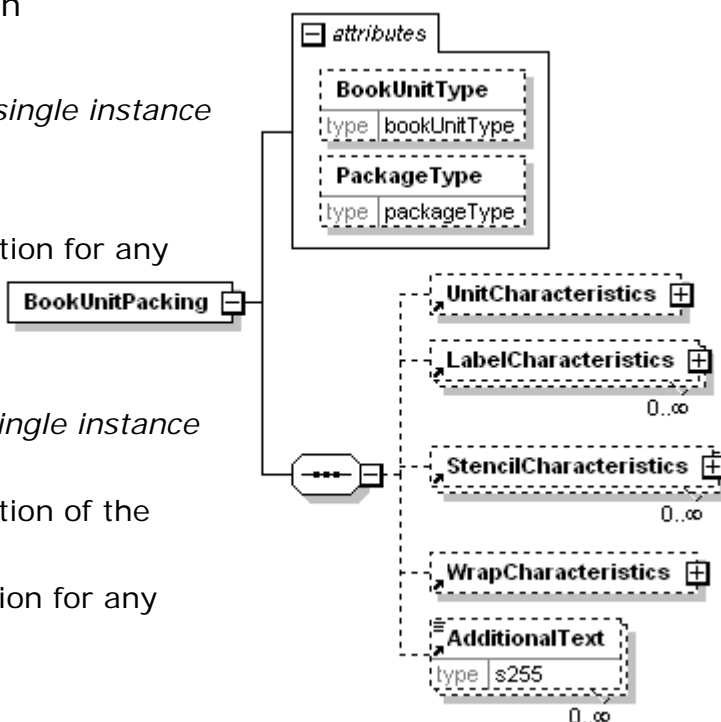 n
attributes
BookUnitType
type bookUnitType
single instance
PackageType
type packageType
tion for any
BookUnitPacking
UnitCharacteristics
LabelCharacteristics
0..∞
ingle instance
StencilCharacteristics
0..∞
tion of the
WrapCharacteristics
ion for any
AdditionalText
type s255
0..∞